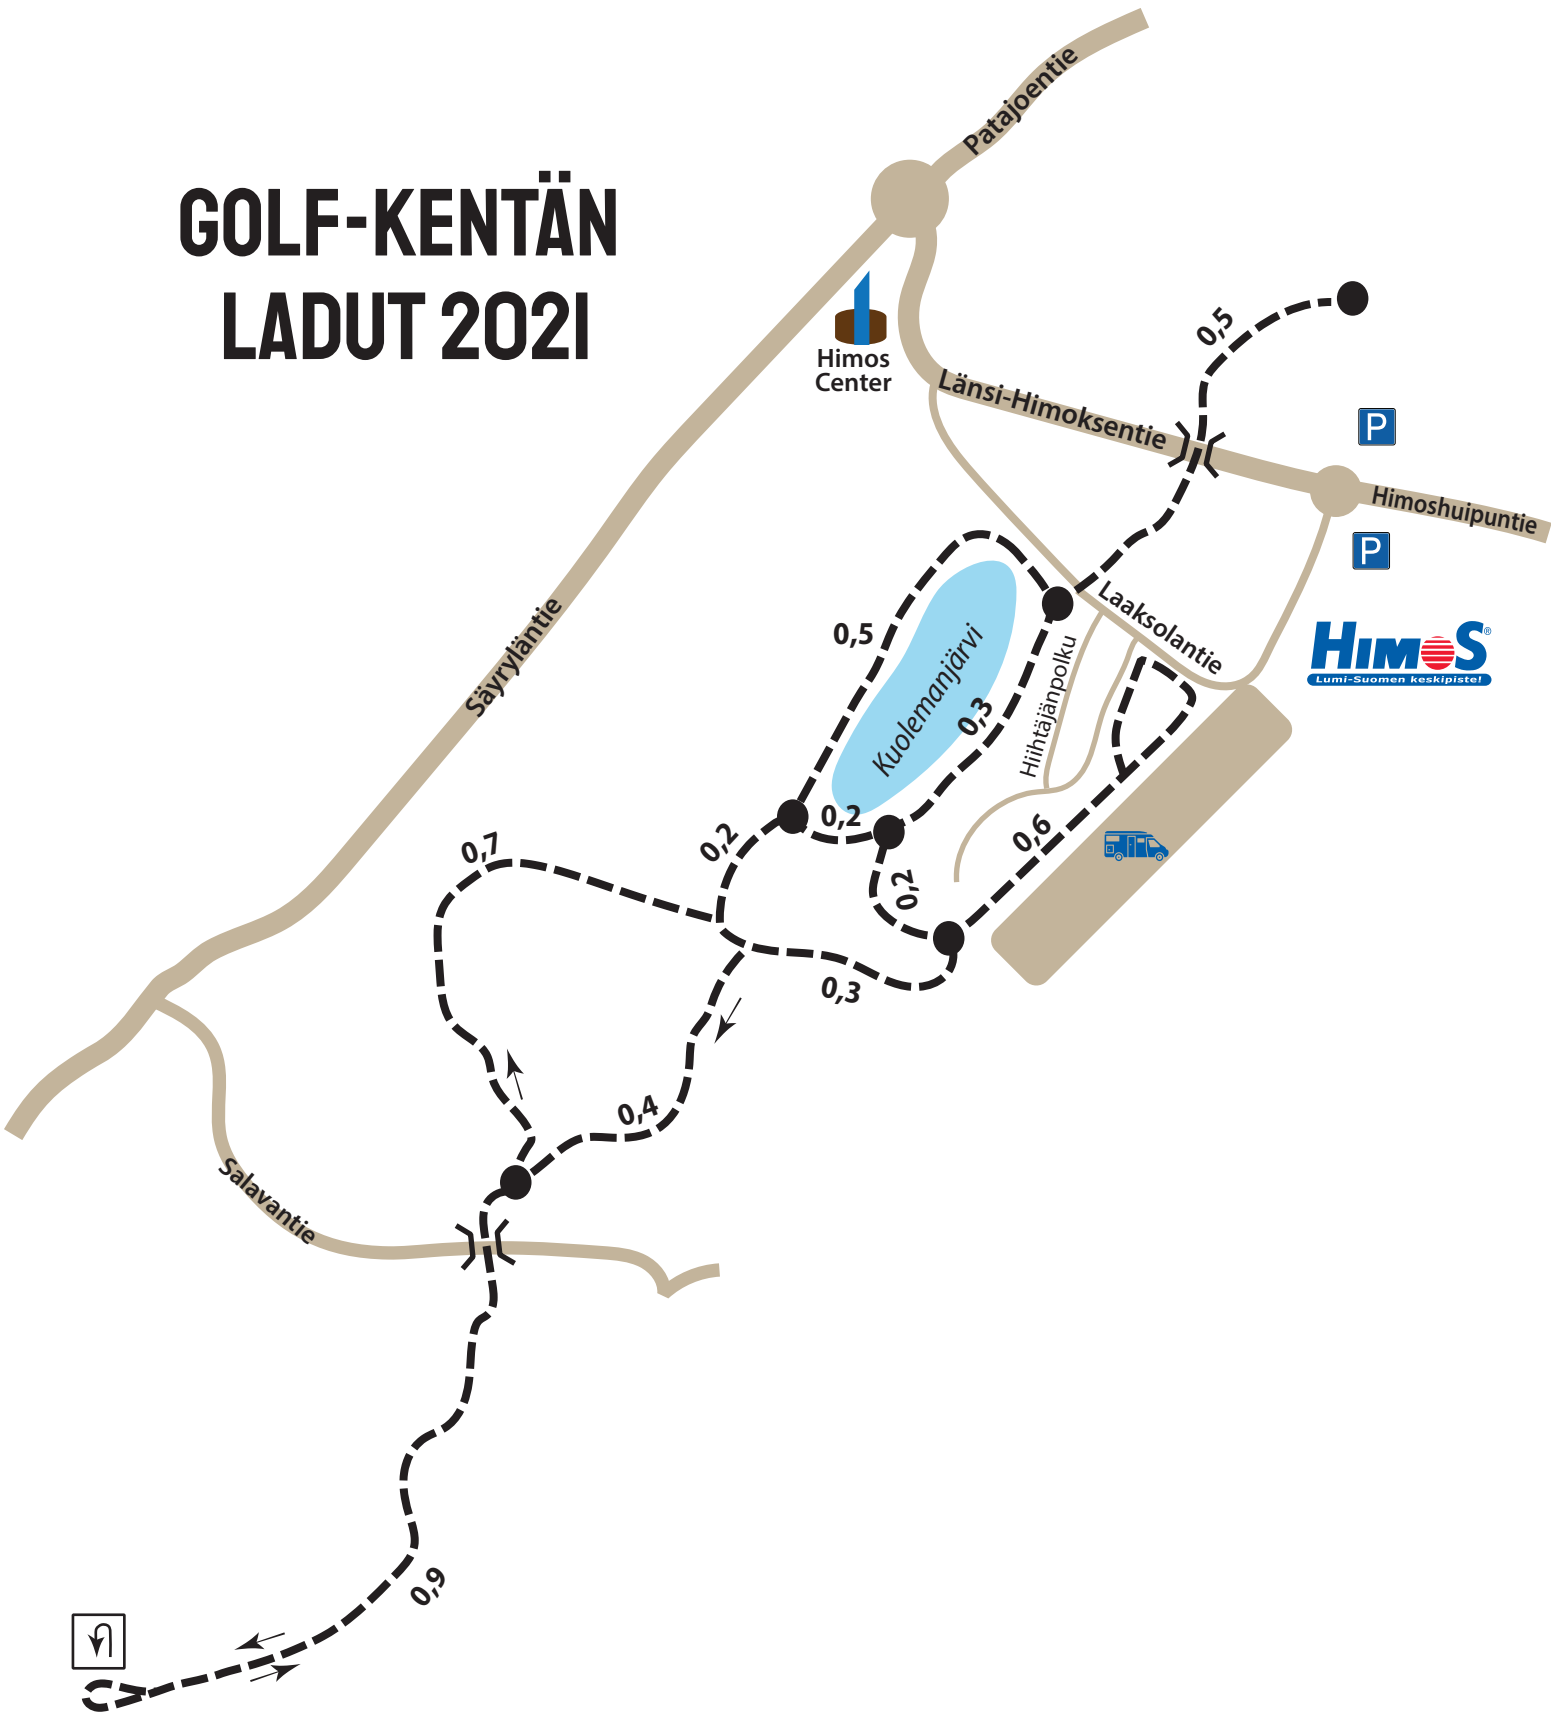 Patajoentie
GOLF-KENTÄN
LADUT 2021
0,5
Himos
Center
Länsi-Himoksentie
P
Himoshuipuntie
P
Säyryläntie
Laaksolantie
0,5
HIMOS®
Lumi-Suomen keskipiste!
Hiihtäjänpolku
Kuolemanjärvi
0,3
0,2
0,6
0,2
0,7
0,2
0,3
0,4
Salavantie
0,9